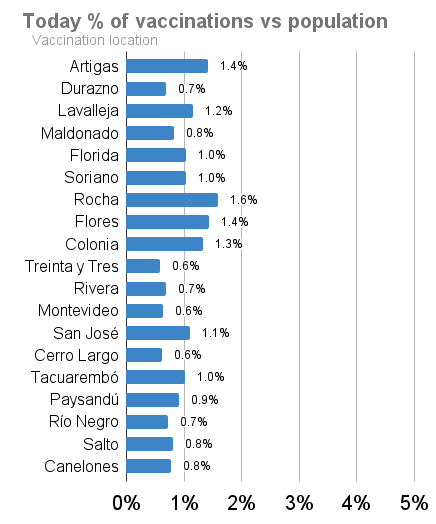 Today % of vaccinations vs population
Vaccination location
Artigas 1.4%
Durazno 0.7%
Lavalleja 1.2%
Maldonado 0.8%
Florida 1.0%
Soriano 1.0%
Rocha 1.6%
Flores 1.4%
Colonia 1.3%
Treinta y Tres 0.6%
Rivera 0.7%
Montevideo 0.6%
San José 1.1%
Cerro Largo 0.6%
Tacuarembó 1.0%
Paysandú 0.9%
Río Negro 0.7%
Salto 0.8%
Canelones 0.8%
0% 1% 2% 3% 4% 5%